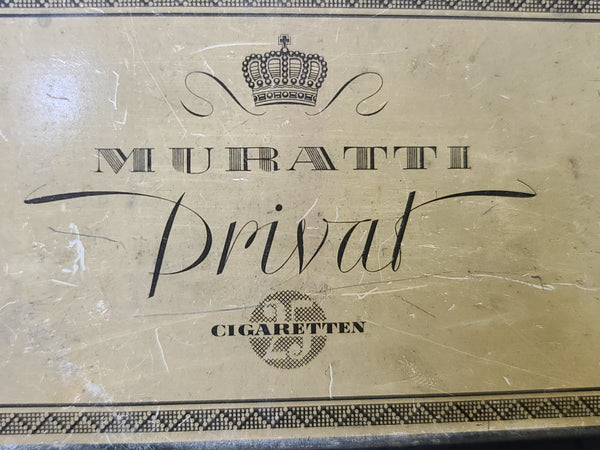 MURATTI
Privat
25
CIGARETTEN